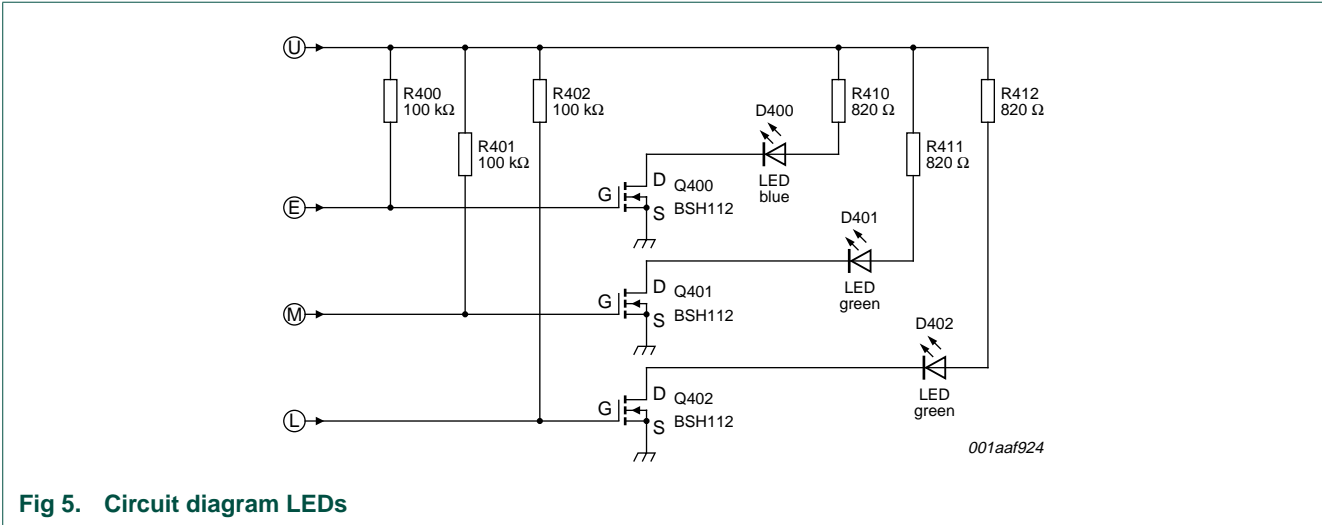 U
R400
100 kΩ
R402
100 kΩ
R410
820 Ω
R412
820 Ω
D400
R401
100 kΩ
R411
820 Ω
LED
blue
D
Q400
G
S
BSH112
E
D401
LED
green
D
Q401
G
S
BSH112
M
D402
LED
green
D
Q402
G
S
BSH112
L
001aaf924
Fig 5. Circuit diagram LEDs